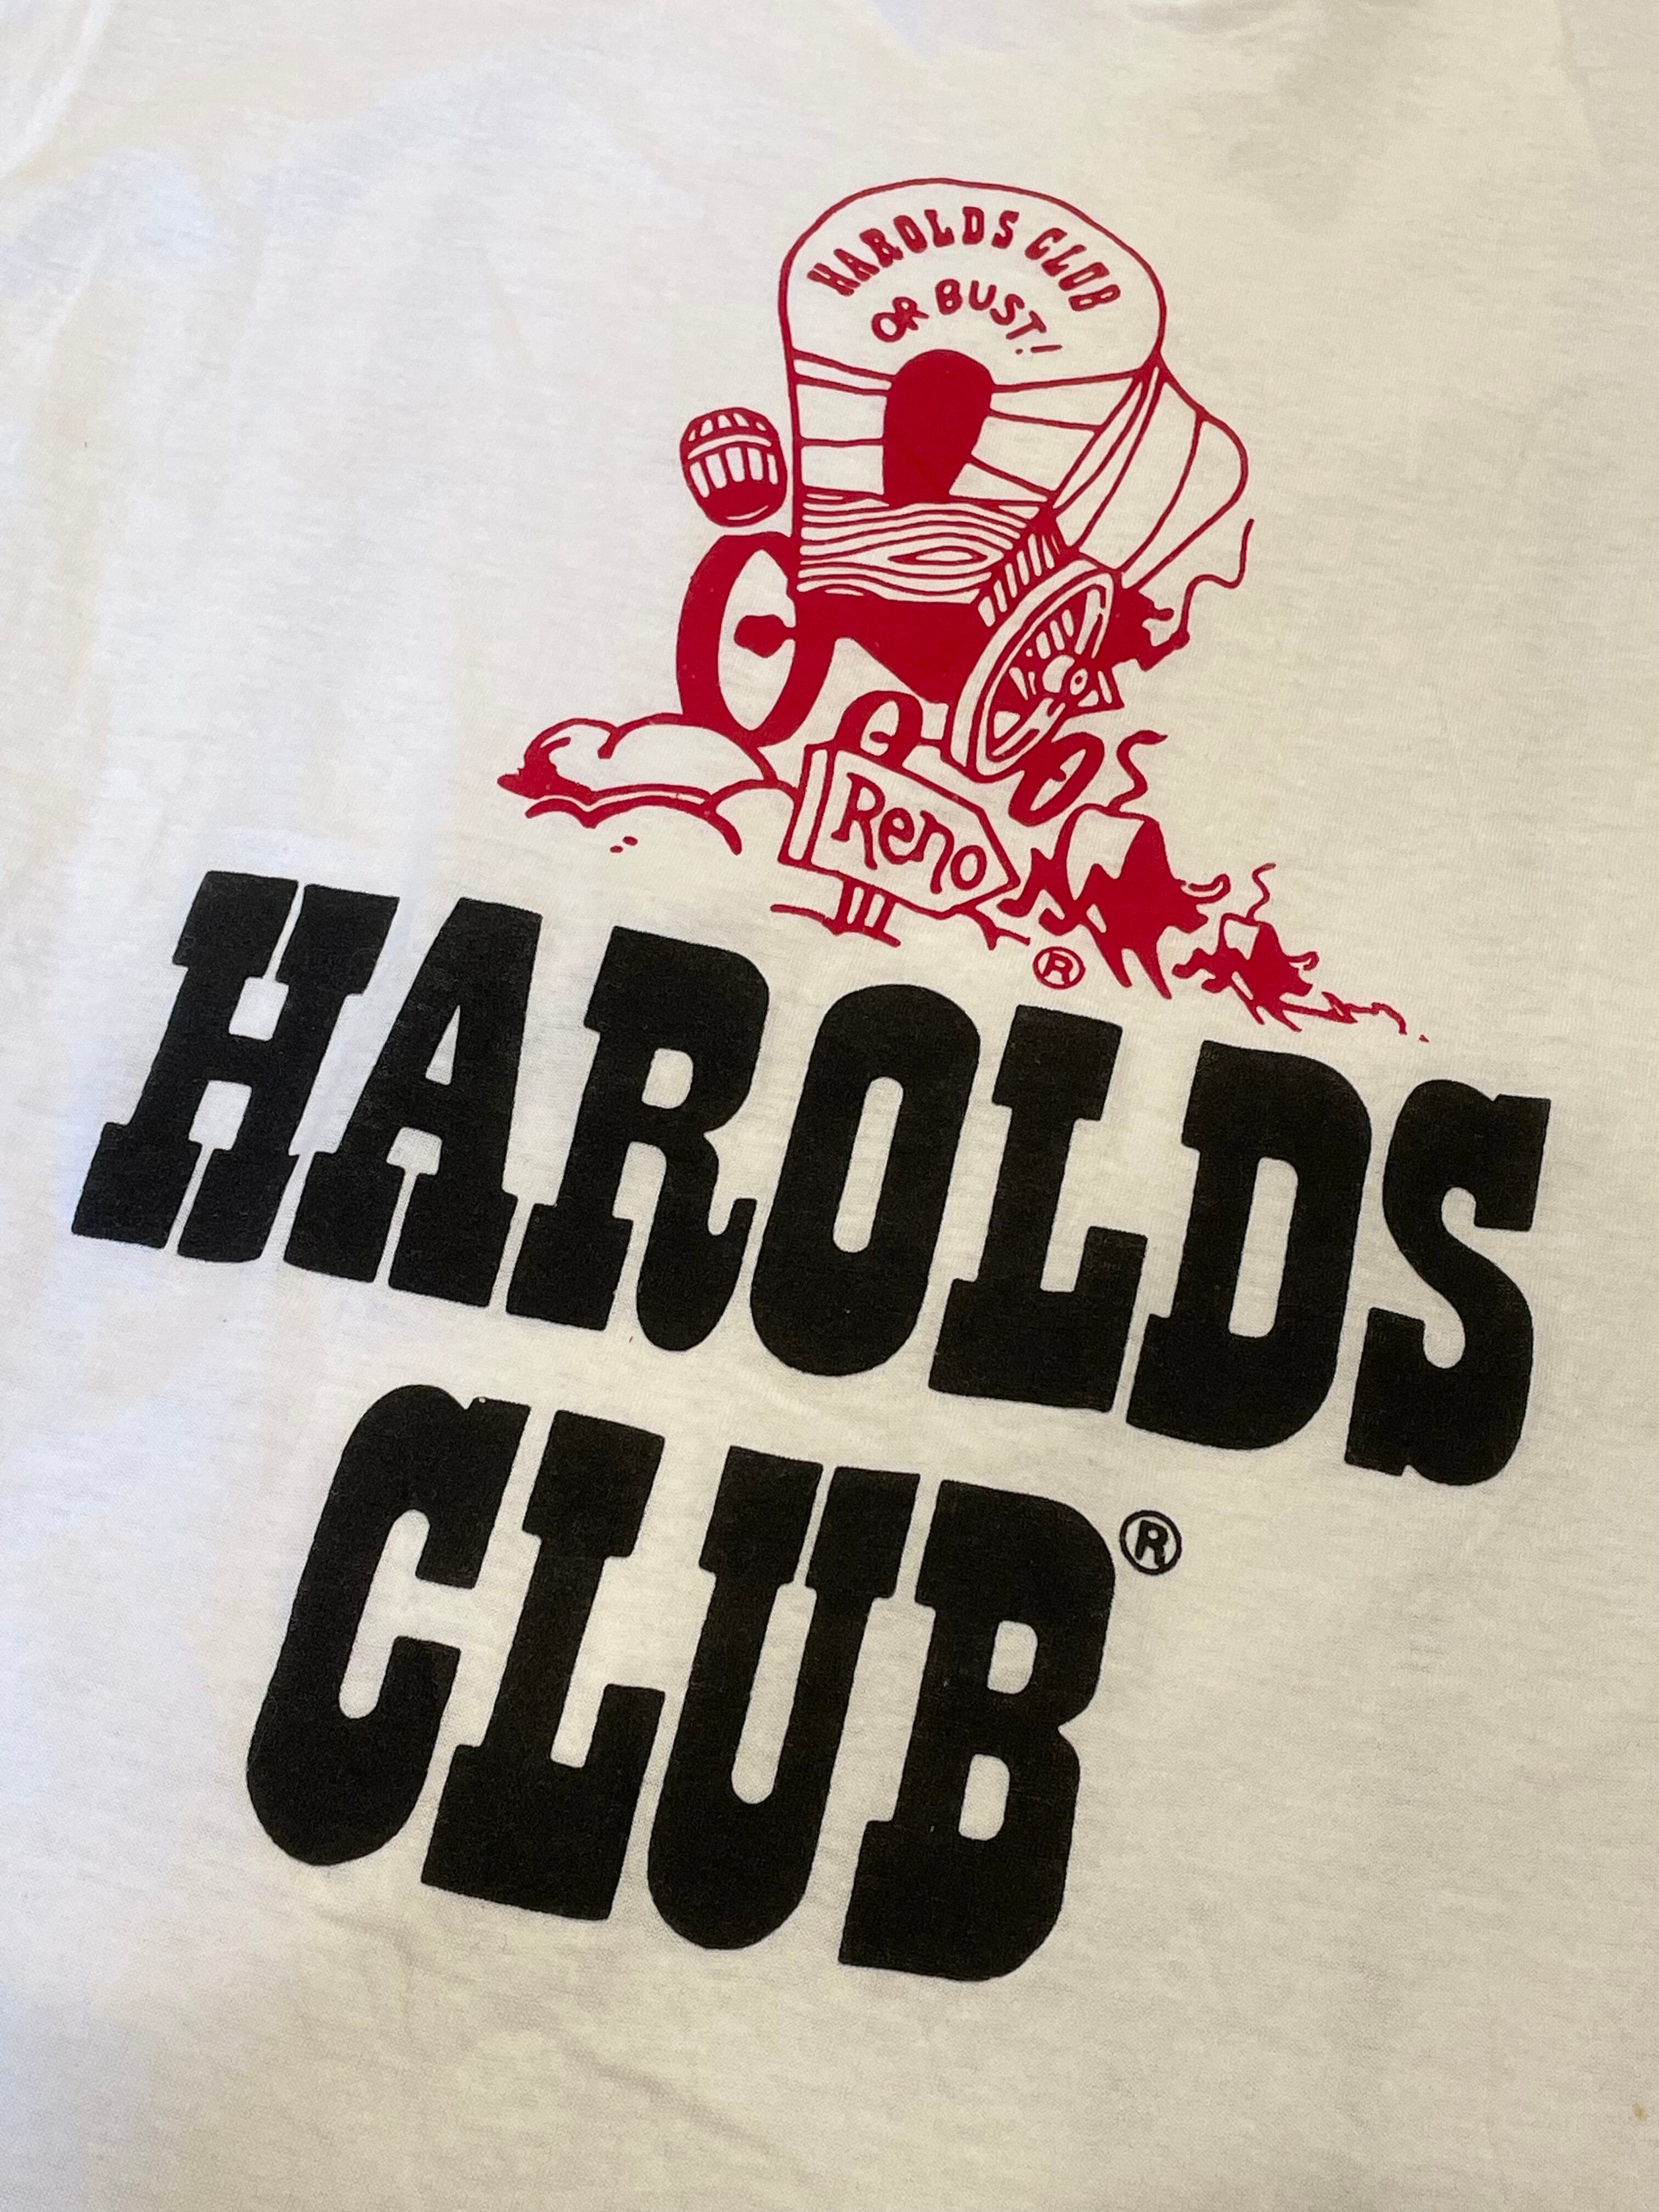 HAROLDS CLUB
OR BUST!
Reno
®
HAROLDS
CLUB®